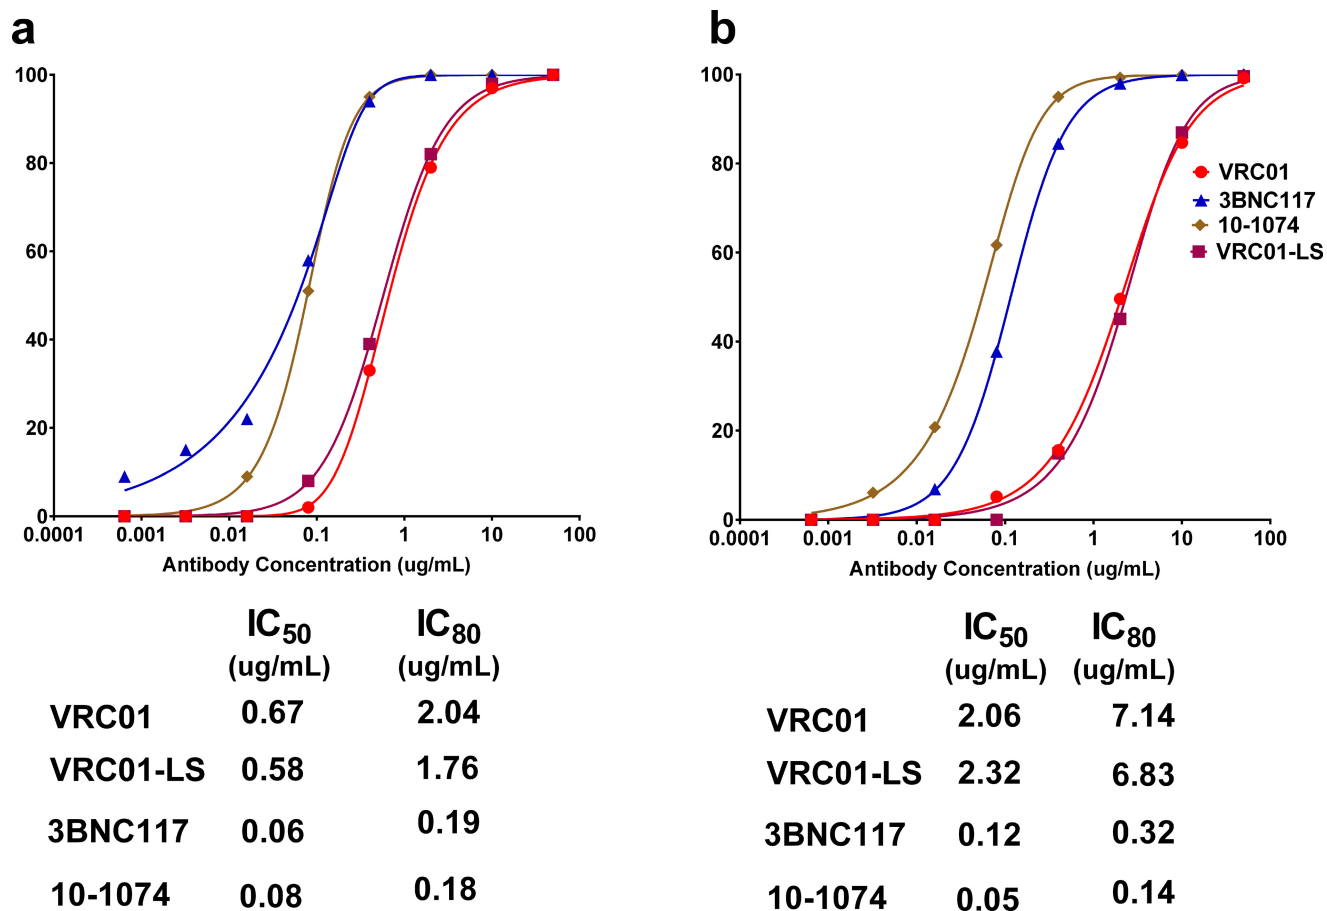 a
100
80
60
40
20
0
0.0001 0.001 0.01 0.1 1 10 100
Antibody Concentration (ug/mL)
IC50 IC80
(ug/mL) (ug/mL)
VRC01 0.67 2.04
VRC01-LS 0.58 1.76
3BNC117 0.06 0.19
10-1074 0.08 0.18
b
100
80
60
40
20
0
0.0001 0.001 0.01 0.1 1 10 100
Antibody Concentration (ug/mL)
VRC01
3BNC117
10-1074
VRC01-LS
IC50 IC80
(ug/mL) (ug/mL)
VRC01 2.06 7.14
VRC01-LS 2.32 6.83
3BNC117 0.12 0.32
10-1074 0.05 0.14